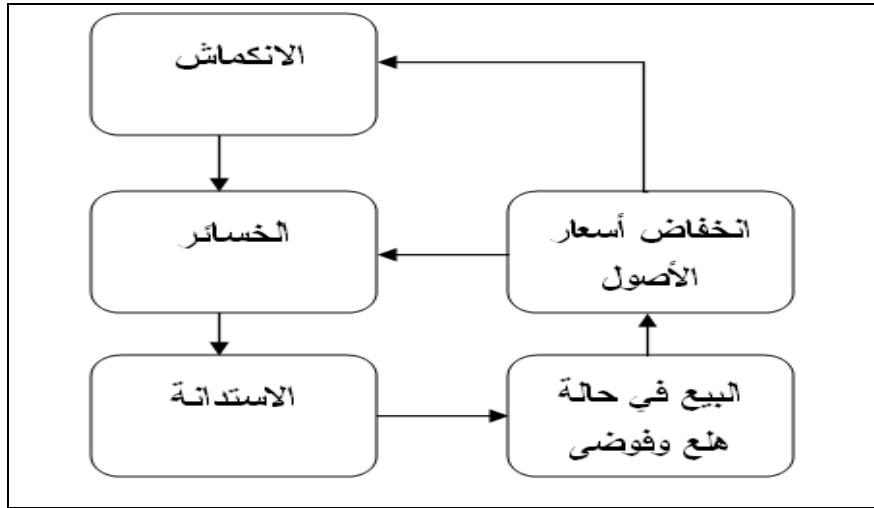 الانكماش
الخسائر
انخفاض أسعار
الأصول
الاستدانة
البيع في حالة
هلع وفوضى